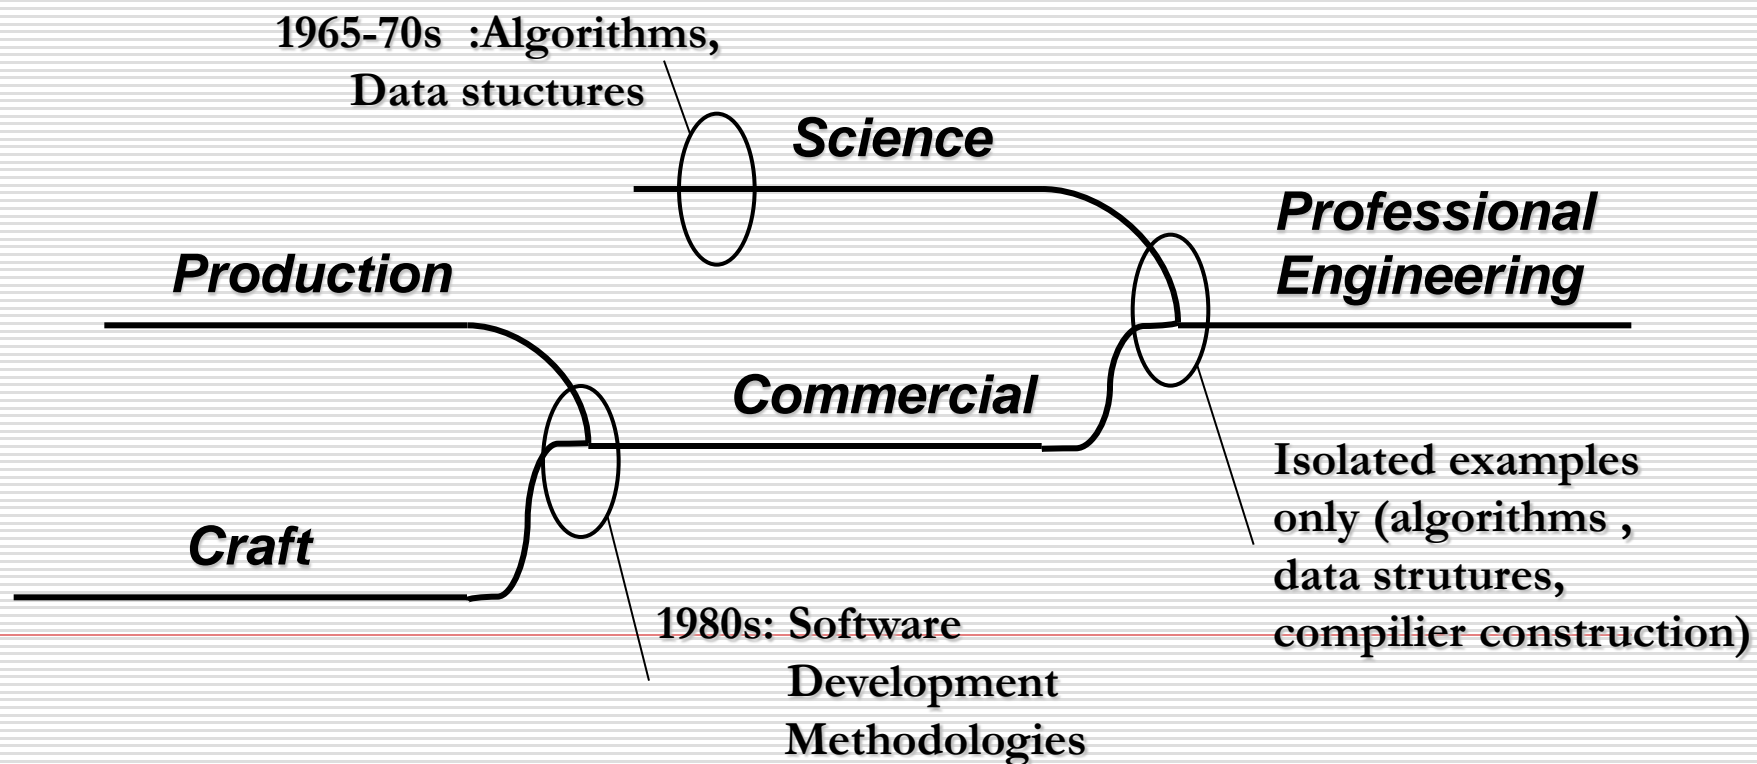 1965-70s :Algorithms,
Data stuctures
Science
Professional
Engineering
Production
Commercial
Craft
Isolated examples
only (algorithms ,
data strutures,
compilier construction)
1980s: Software
Development
Methodologies